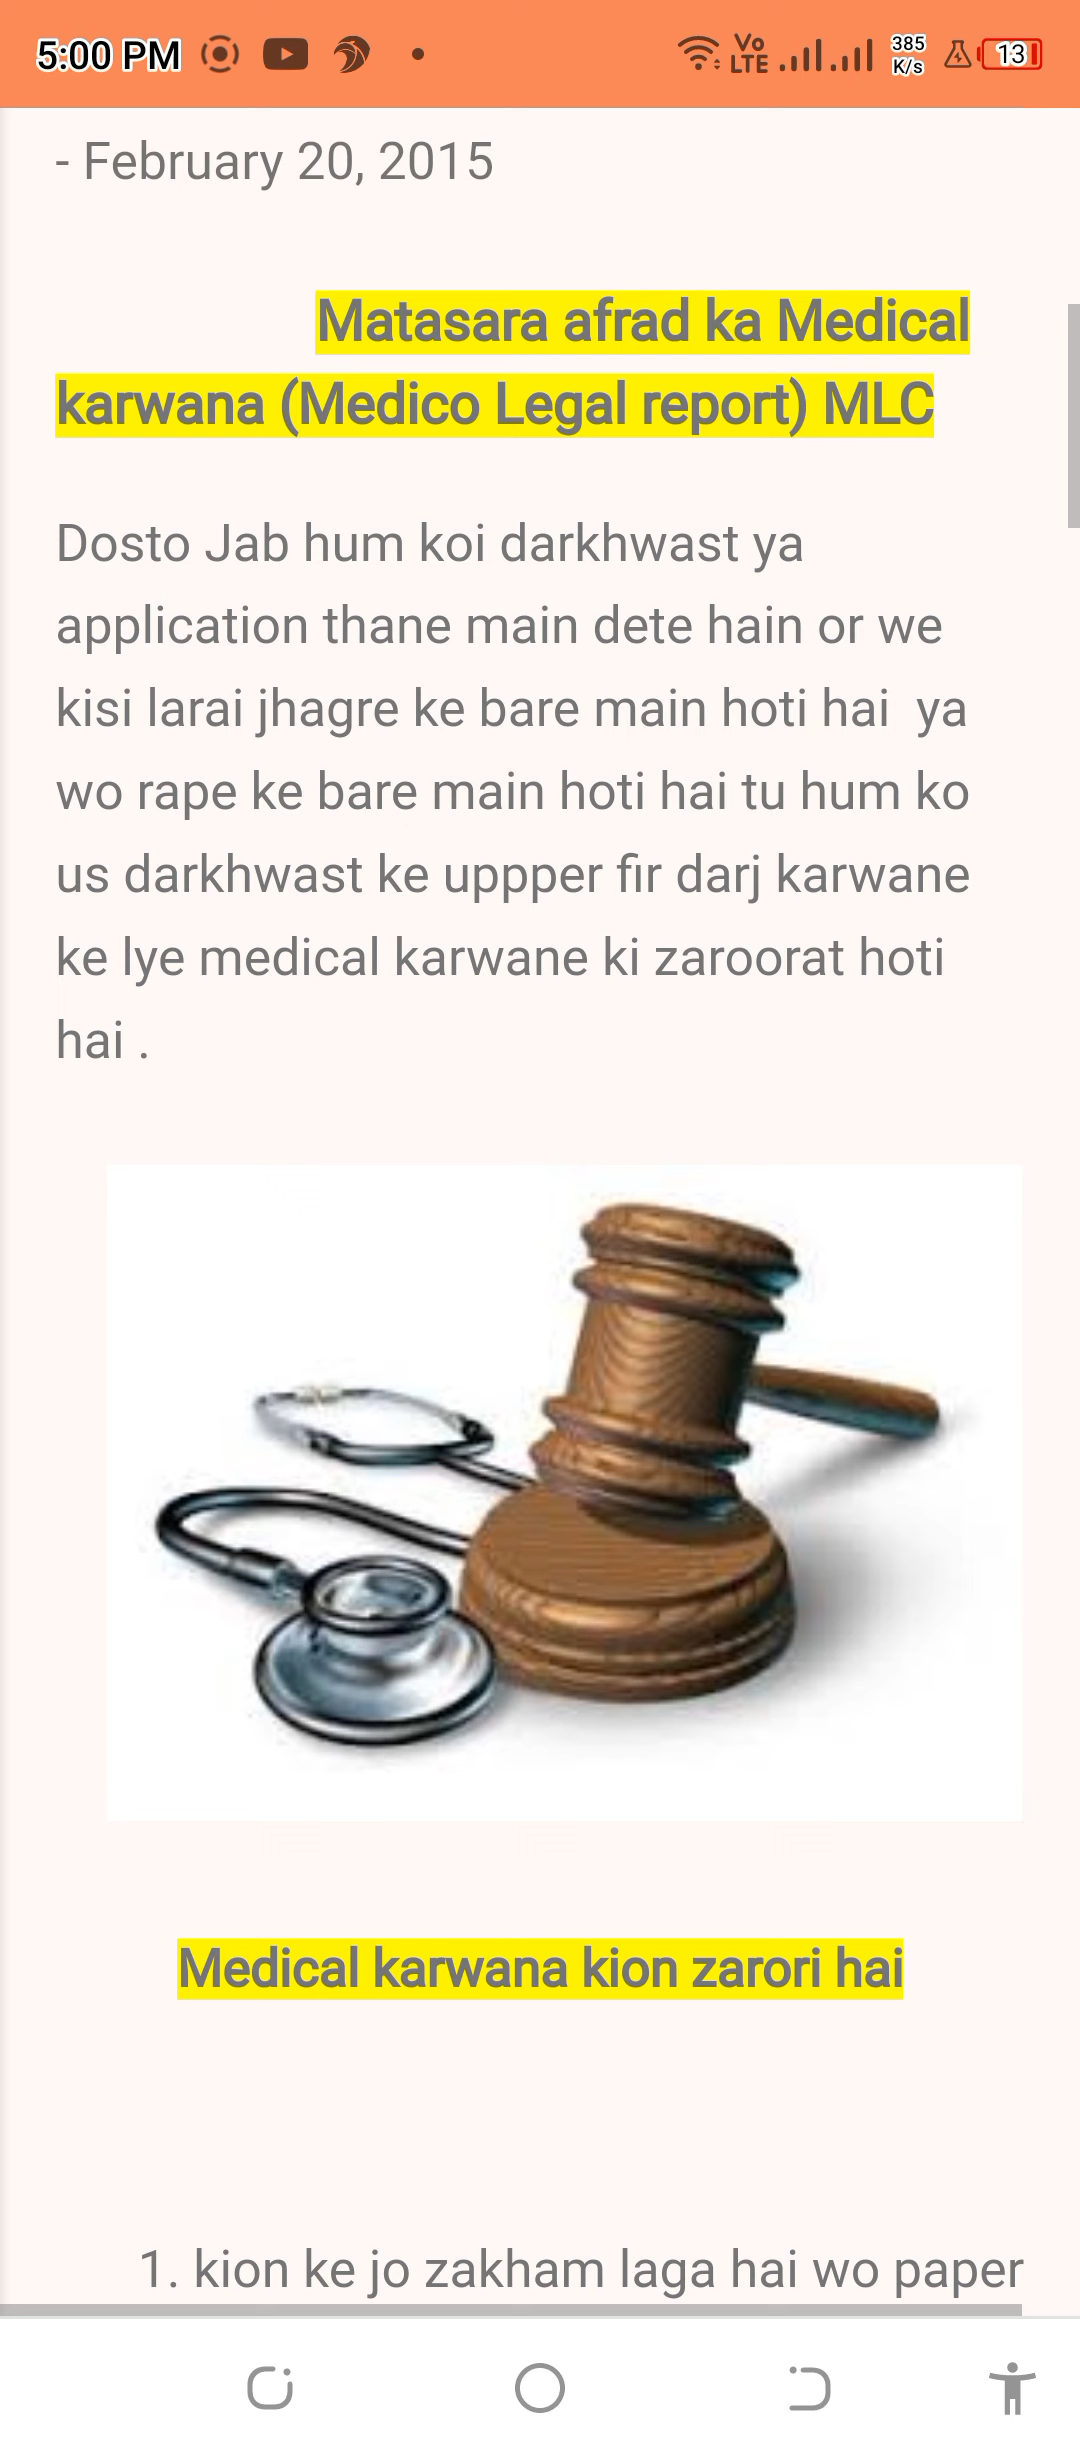 5:00 PM
Vo LTE
385 K/s
13
- February 20, 2015
Matasara afrad ka Medical
karwana (Medico Legal report) MLC
Dosto Jab hum koi darkhwast ya
application thane main dete hain or we
kisi larai jhagre ke bare main hoti hai  ya
wo rape ke bare main hoti hai tu hum ko
us darkhwast ke uppper fir darj karwane
ke lye medical karwane ki zaroorat hoti
hai .
Medical karwana kion zarori hai
1. kion ke jo zakham laga hai wo paper